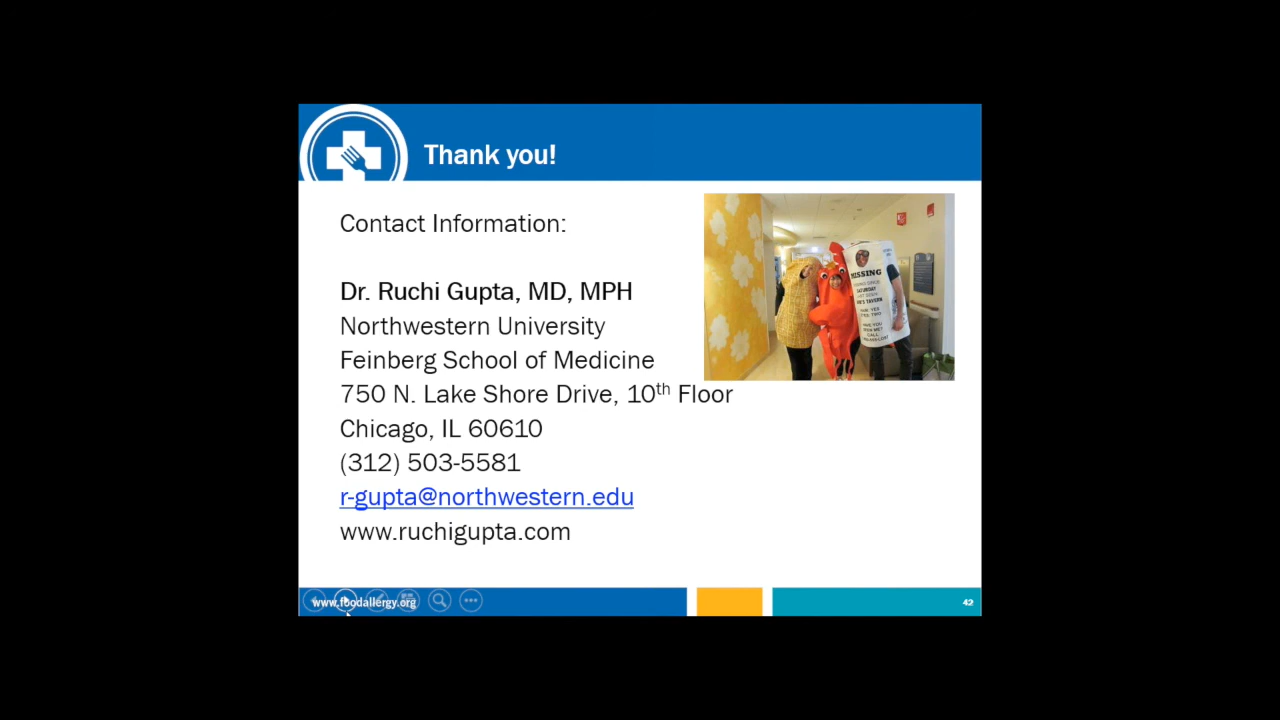 Thank you!
Contact Information:
Dr. Ruchi Gupta, MD, MPH
Northwestern University
Feinberg School of Medicine
750 N. Lake Shore Drive, 10th Floor
Chicago, IL 60610
(312) 503-5581
r-gupta@northwestern.edu
www.ruchigupta.com
MISSING
SATURDAY
www.foodallergy.org
42